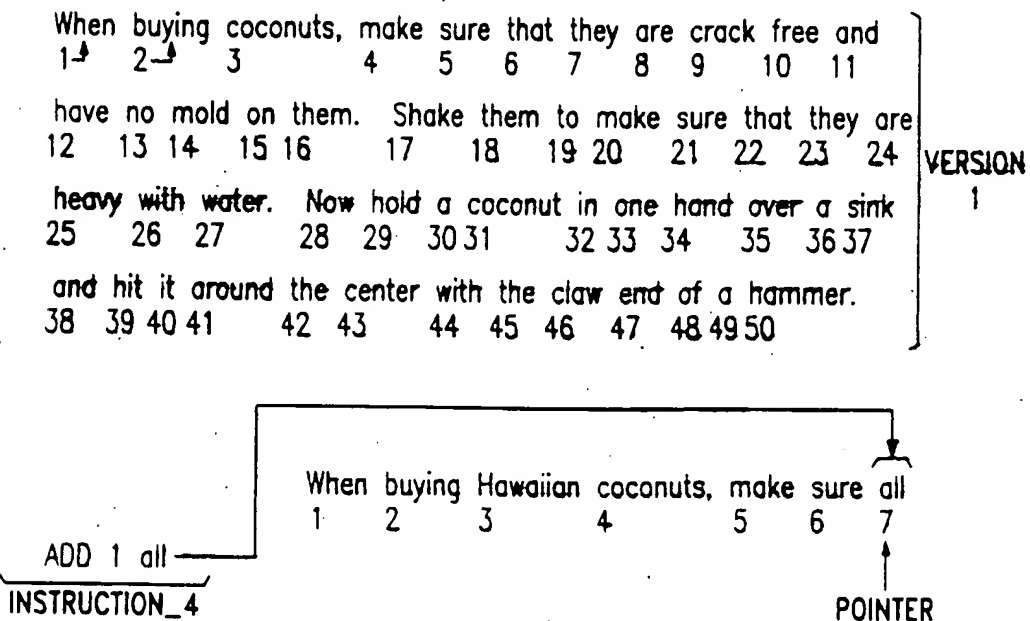 When buying coconuts, make sure that they are crack free and
1 2 3 4 5 6 7 8 9 10 11
have no mold on them. Shake them to make sure that they are
12 13 14 15 16 17 18 19 20 21 22 23 24
VERSION
1
heavy with water. Now hold a coconut in one hand over a sink
25 26 27 28 29 30 31 32 33 34 35 36 37
and hit it around the center with the claw end of a hammer.
38 39 40 41 42 43 44 45 46 47 48 49 50
When buying Hawaiian coconuts, make sure all
1 2 3 4 5 6 7
ADD 1 all
INSTRUCTION_4
POINTER